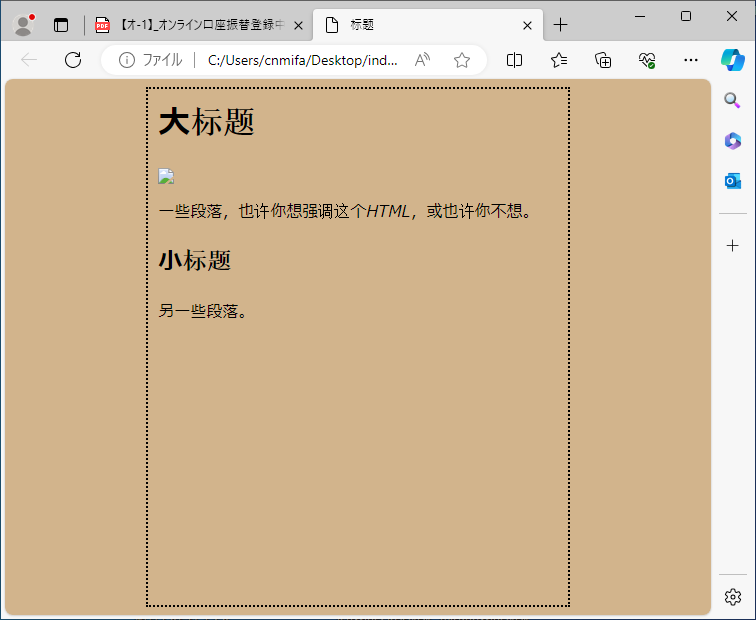 【オ-1】_オンライン口座振替登録中
标题
ファイル
C:/Users/cnmifa/Desktop/ind...
大标题
一些段落，也许你想强调这个HTML，或也许你不想。
小标题
另一些段落。